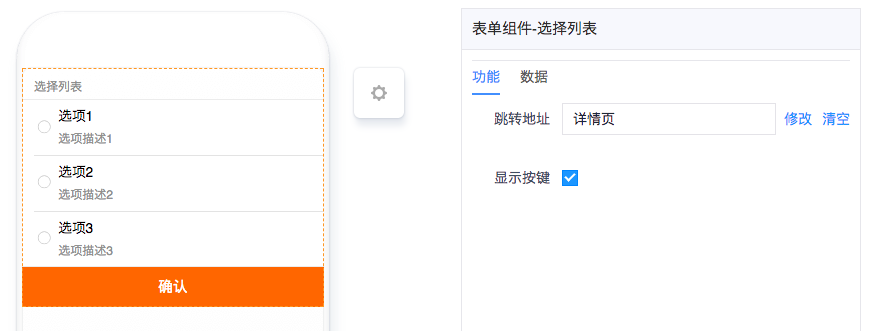 选择列表
选项1
选项描述1
选项2
选项描述2
选项3
选项描述3
确认
表单组件-选择列表
功能 数据
跳转地址 详情页 修改 清空
显示按键